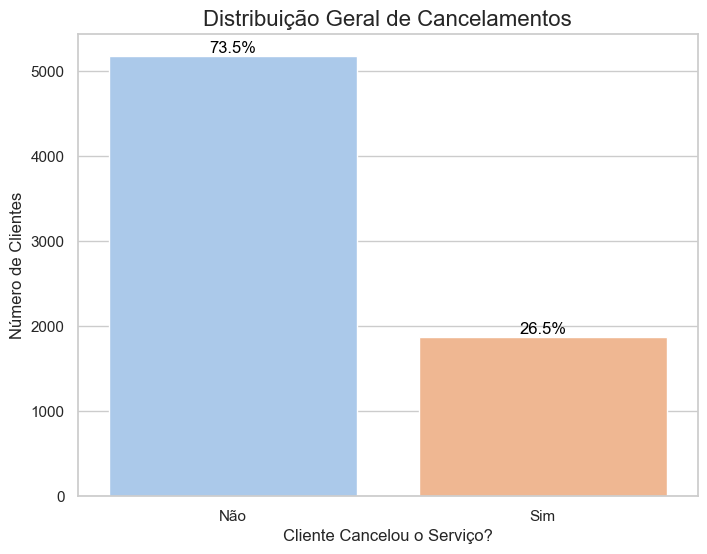 Distribuição Geral de Cancelamentos
73.5%
26.5%
5000
4000
3000
2000
1000
0
Número de Clientes
Não
Sim
Cliente Cancelou o Serviço?